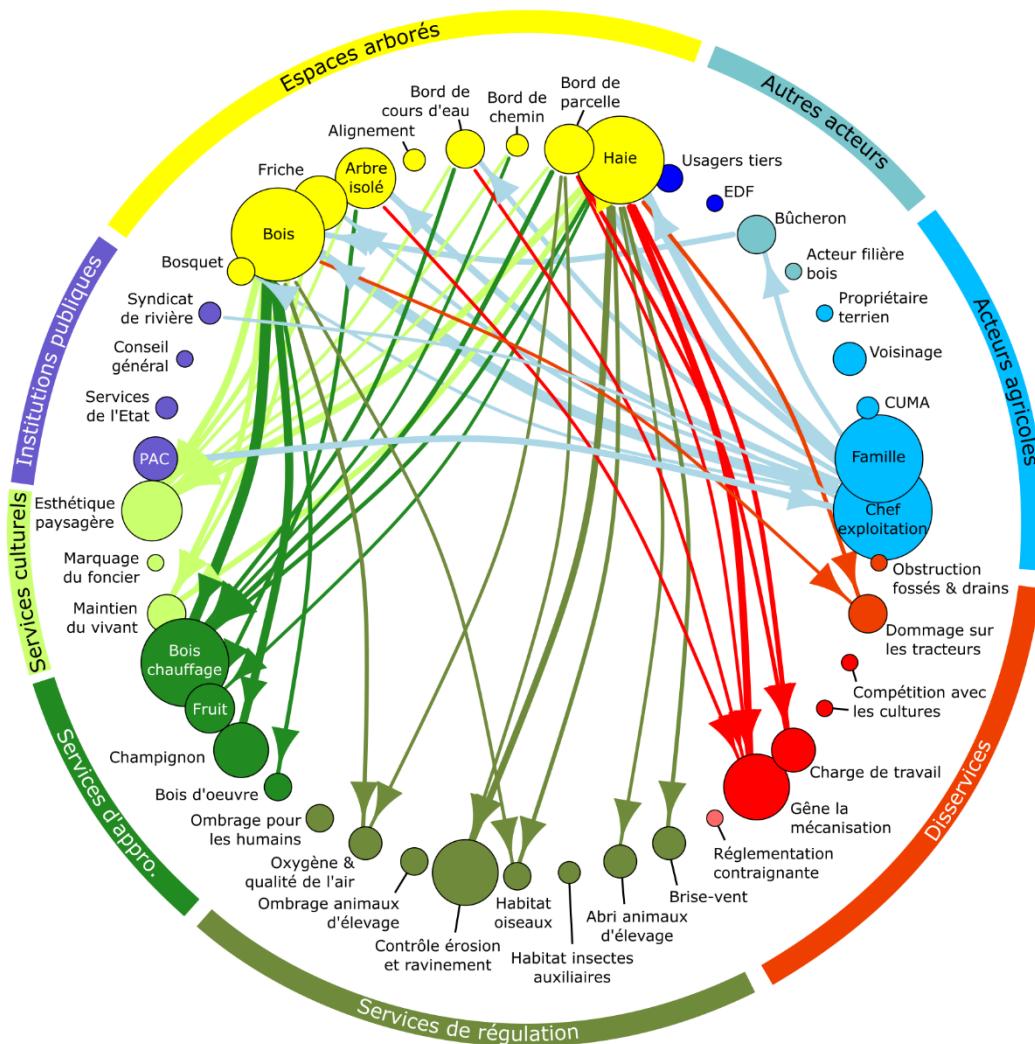 Espaces arborés
Autres acteurs
Acteurs agricoles
Disservices
Services de régulation
Services d'appro.
Services culturels
Institutions publiques
Bord de
cours d'eau
Bord de
chemin
Bord de
parcelle
Alignement
Haie
Usagers tiers
Arbre
isolé
Friche
EDF
Bois
Bûcheron
Bosquet
Acteur filière
bois
Syndicat
de rivière
Propriétaire
terrien
Conseil
général
Voisinage
Services
de l'Etat
CUMA
PAC
Famille
Esthétique
paysagère
Chef
exploitation
Marquage
du foncier
Obstruction
fossés & drains
Maintien
du vivant
Dommage sur
les tracteurs
Bois
chauffage
Compétition avec
les cultures
Fruit
Champignon
Charge de travail
Bois d'oeuvre
Gêne la
mécanisation
Ombrage pour
les humains
Réglementation
contraignante
Oxygène &
qualité de l'air
Brise-vent
Ombrage animaux
d'élevage
Habitat
oiseaux
Abri animaux
d'élevage
Contrôle érosion
et ravinement
Habitat insectes
auxiliaires